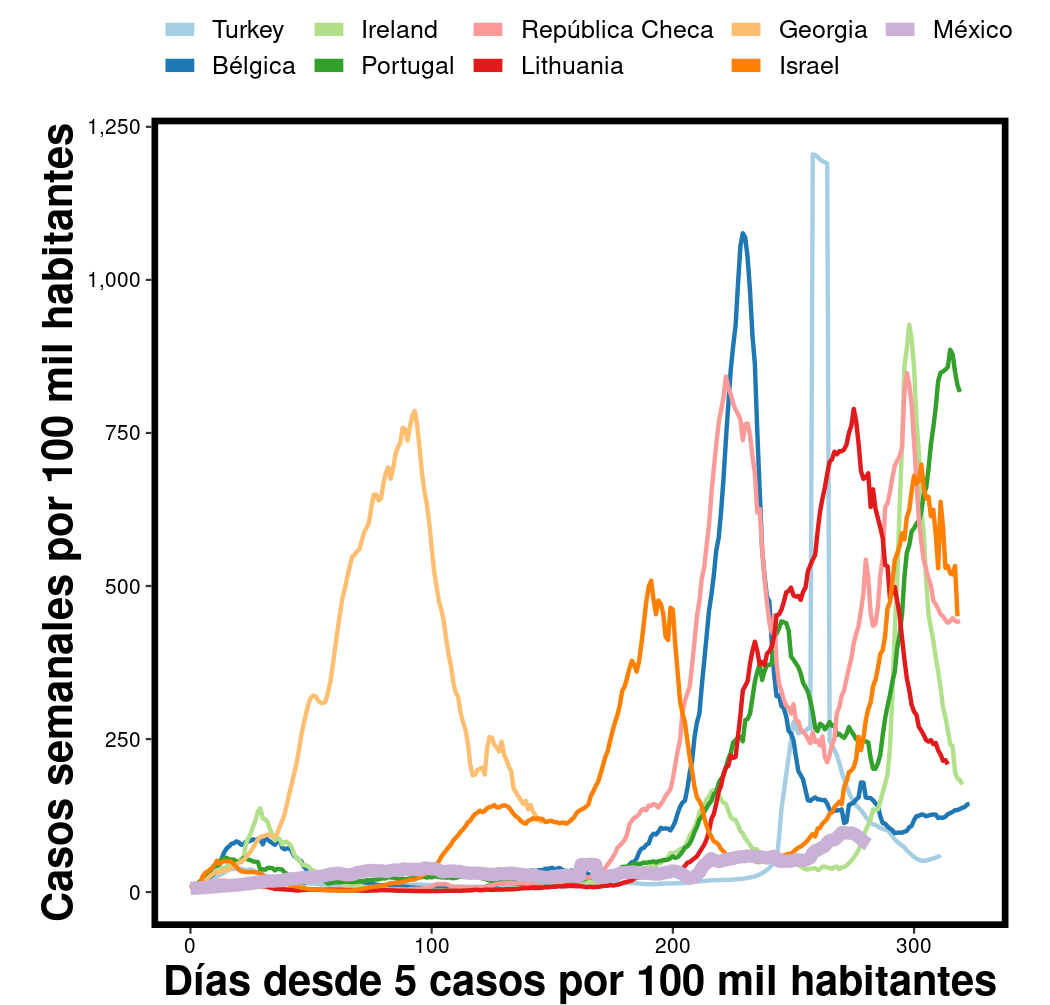 Turkey Ireland República Checa Georgia México
Bélgica Portugal Lithuania Israel
Casos semanales por 100 mil habitantes
1,250
1,000
750
500
250
0
0 100 200 300
Días desde 5 casos por 100 mil habitantes